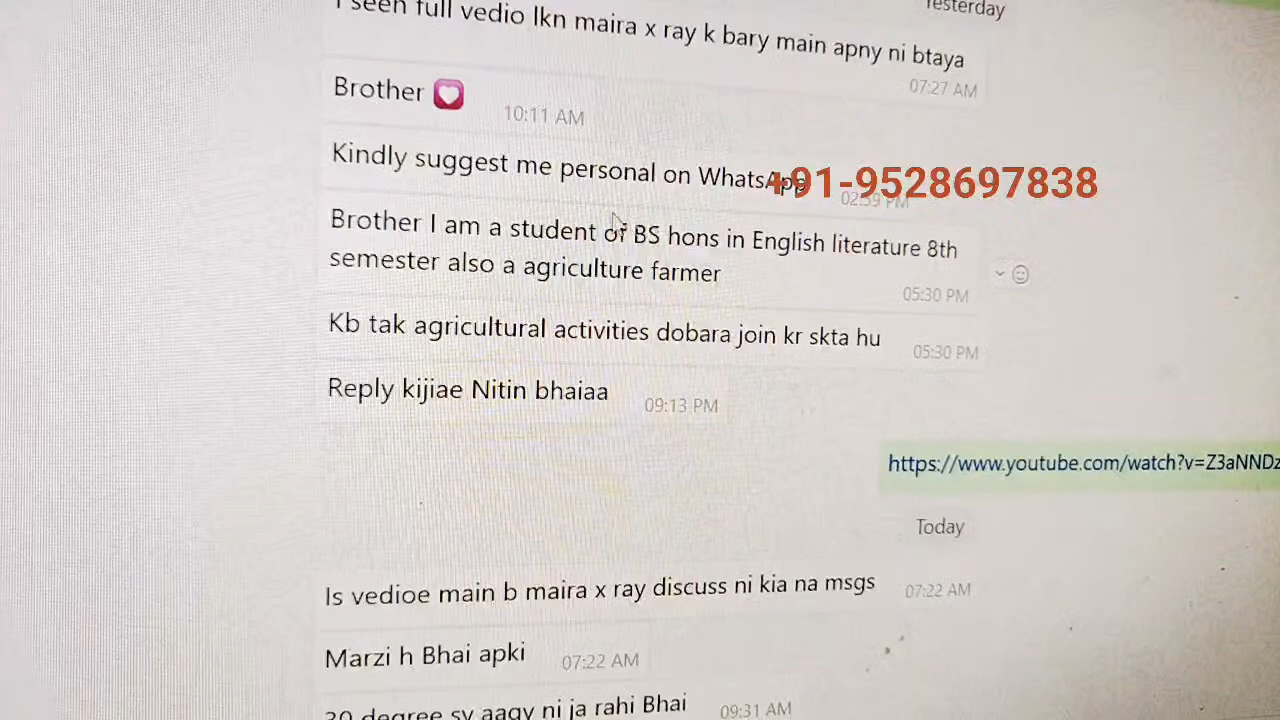 Yesterday
I seen full vedio lkn maira x ray k bary main apny ni btaya
07:27 AM
Brother 💟
10:11 AM
Kindly suggest me personal on WhatsApp
+91-9528697838
02:59 PM
Brother I am a student of BS hons in English literature 8th
semester also a agriculture farmer
05:30 PM
Kb tak agricultural activities dobara join kr skta hu
05:30 PM
Reply kijiae Nitin bhaiaa
09:13 PM
https://www.youtube.com/watch?v=Z3aNNDz
Today
Is vedioe main b maira x ray discuss ni kia na msgs
07:22 AM
Marzi h Bhai apki
07:22 AM
30 degree sy aagy ni ja rahi Bhai
09:31 AM